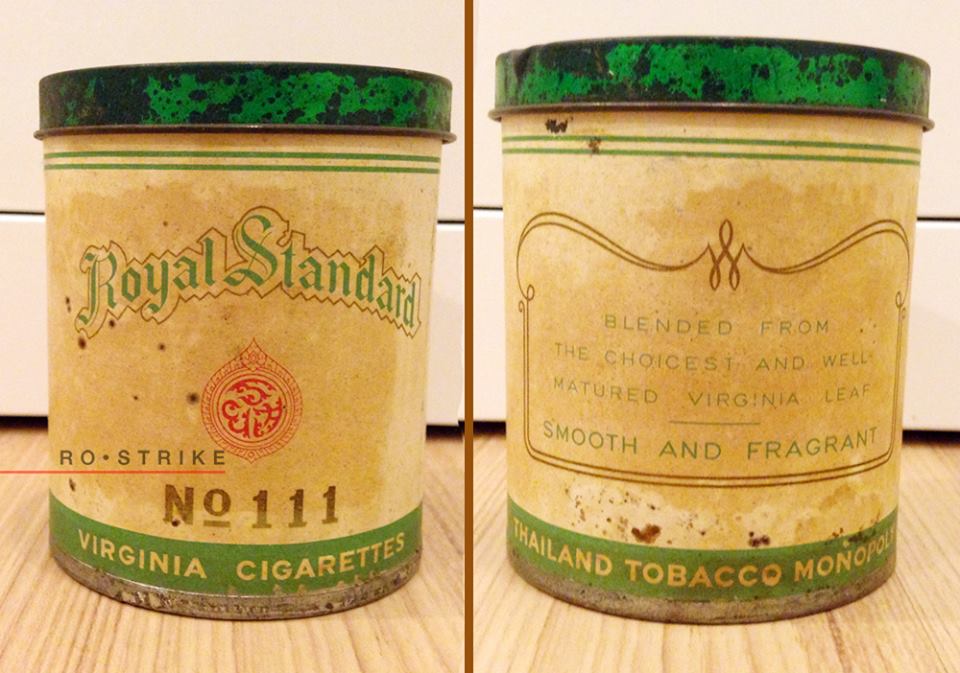 Royal Standard
RO•STRIKE
No 111
VIRGINIA CIGARETTES
BLENDED FROM
THE CHOICEST AND WELL-
MATURED VIRGINIA LEAF
SMOOTH AND FRAGRANT
THAILAND TOBACCO MONOPOLY